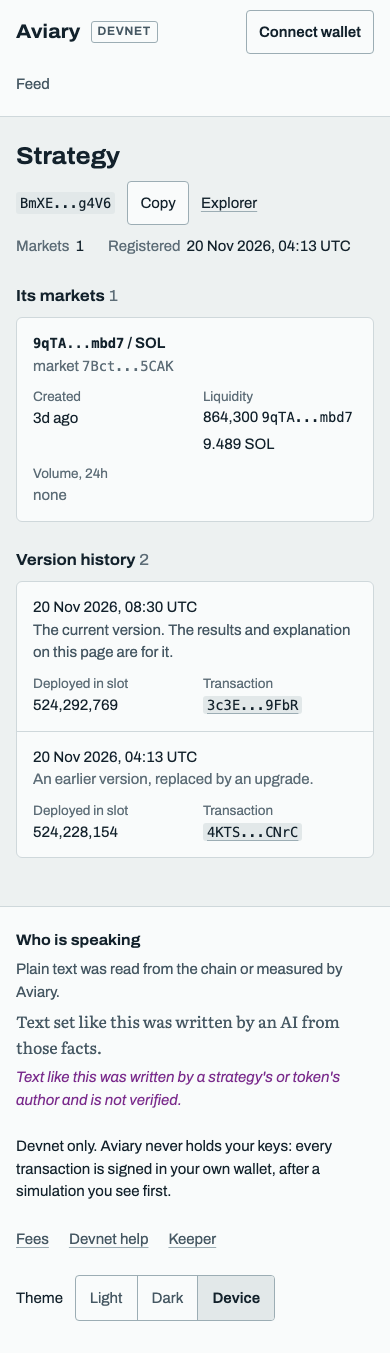 Aviary DEVNET Connect wallet
Feed
Strategy
BmXE...g4V6 Copy Explorer
Markets 1 Registered 20 Nov 2026, 04:13 UTC
Its markets 1
9qTA...mbd7 / SOL
market 7Bct...5CAK
Created Liquidity
3d ago 864,300 9qTA...mbd7
9.489 SOL
Volume, 24h
none
Version history 2
20 Nov 2026, 08:30 UTC
The current version. The results and explanation
on this page are for it.
Deployed in slot Transaction
524,292,769 3c3E...9FbR
20 Nov 2026, 04:13 UTC
An earlier version, replaced by an upgrade.
Deployed in slot Transaction
524,228,154 4KTS...CNrC
Who is speaking
Plain text was read from the chain or measured by
Aviary.
Text set like this was written by an AI from
those facts.
Text like this was written by a strategy's or token's
author and is not verified.
Devnet only. Aviary never holds your keys: every
transaction is signed in your own wallet, after a
simulation you see first.
Fees Devnet help Keeper
Theme Light Dark Device